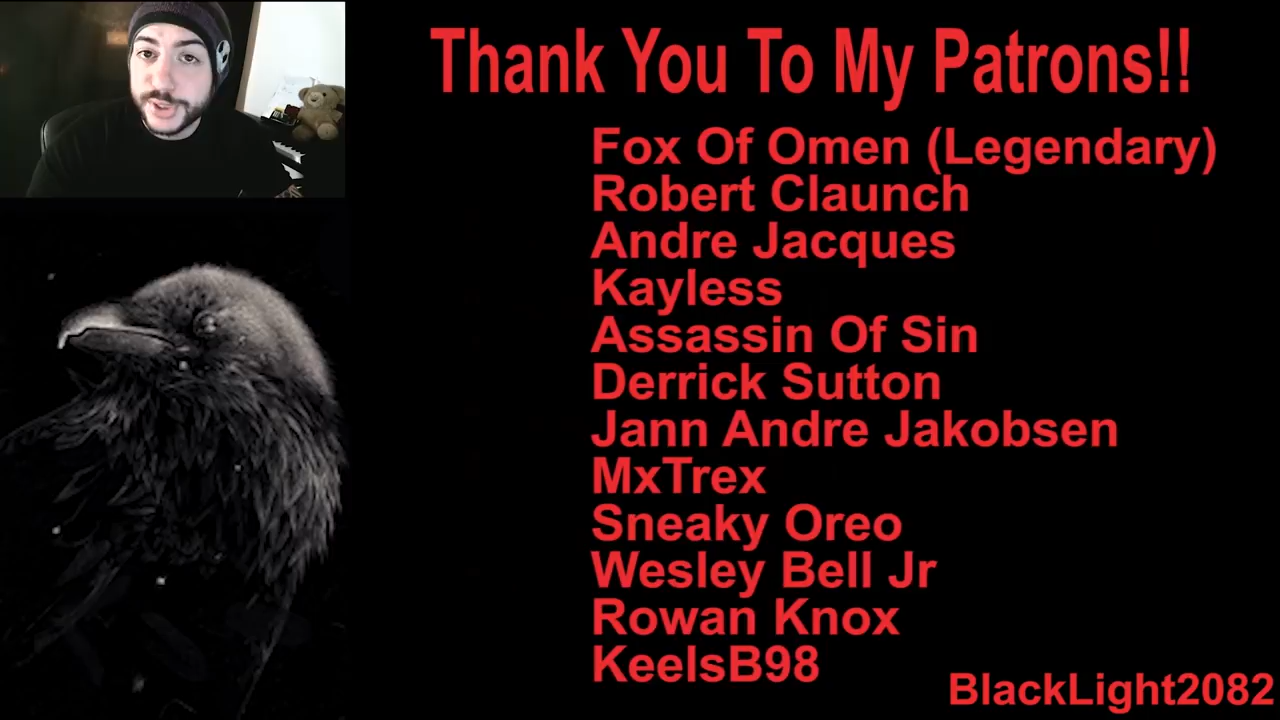 Thank You To My Patrons!!
Fox Of Omen (Legendary)
Robert Claunch
Andre Jacques
Kayless
Assassin Of Sin
Derrick Sutton
Jann Andre Jakobsen
MxTrex
Sneaky Oreo
Wesley Bell Jr
Rowan Knox
KeelsB98
BlackLight2082